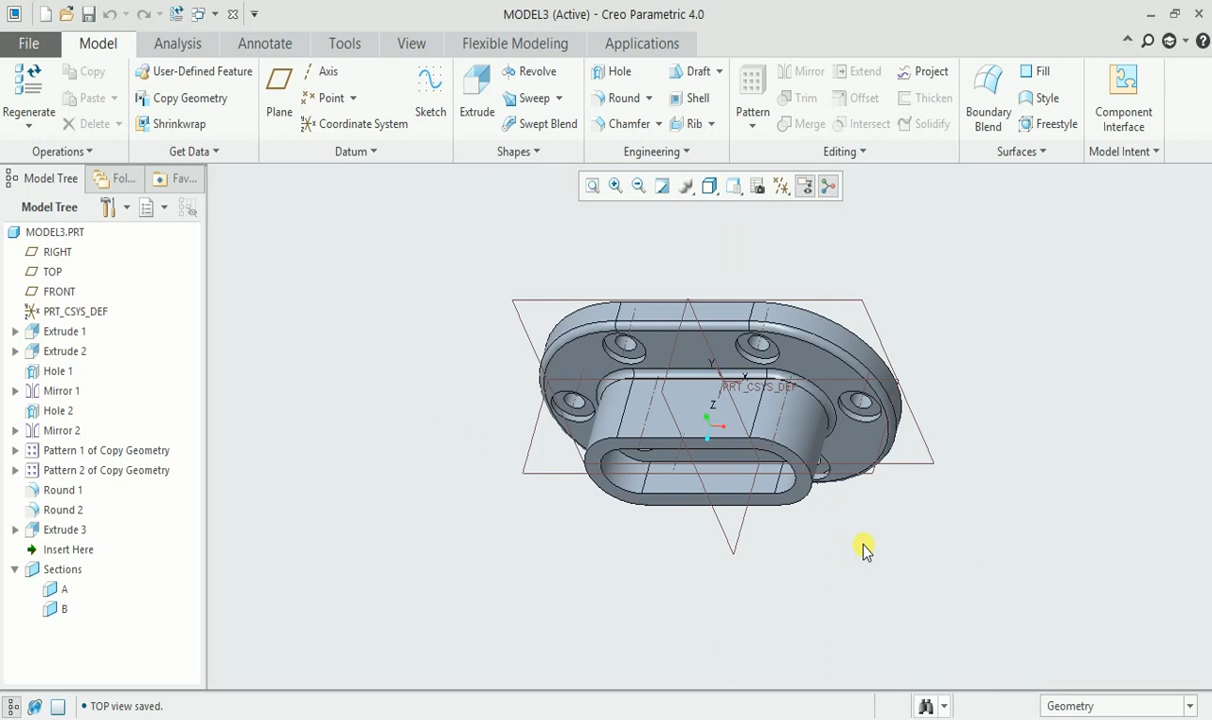 MODEL3 (Active) - Creo Parametric 4.0
File Model Analysis Annotate Tools View Flexible Modeling Applications
Regenerate
Copy
Paste
Delete
Operations
User-Defined Feature
Copy Geometry
Shrinkwrap
Get Data
Plane
Axis
Point
Coordinate System
Sketch
Datum
Extrude
Revolve
Sweep
Swept Blend
Shapes
Hole
Round
Chamfer
Draft
Shell
Rib
Engineering
Pattern
Mirror
Trim
Merge
Extend
Offset
Intersect
Project
Thicken
Solidify
Editing
Boundary
Blend
Fill
Style
Freestyle
Surfaces
Component
Interface
Model Intent
Model Tree Fol... Fav...
Model Tree
MODEL3.PRT
RIGHT
TOP
FRONT
PRT_CSYS_DEF
Extrude 1
Extrude 2
Hole 1
Mirror 1
Hole 2
Mirror 2
Pattern 1 of Copy Geometry
Pattern 2 of Copy Geometry
Round 1
Round 2
Extrude 3
Insert Here
Sections
A
B
Y
X
PRT_CSYS_DEF
Z
• TOP view saved.
Geometry